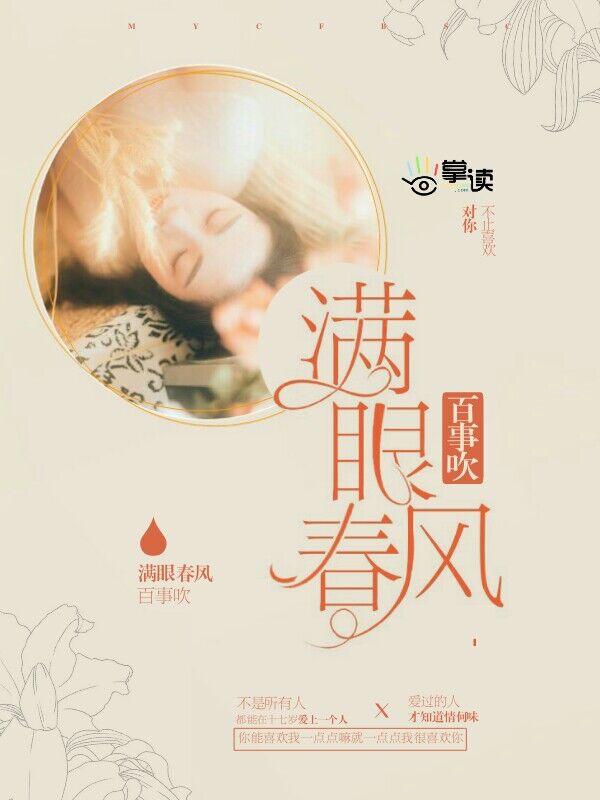 M Y C F B S C
掌读
.com
对你
不止喜欢
满眼春风
百事吹
满眼春风
百事吹
不是所有人
都能在十七岁爱上一个人
X
爱过的人
才知道情何味
你能喜欢我一点点嘛就一点点我很喜欢你